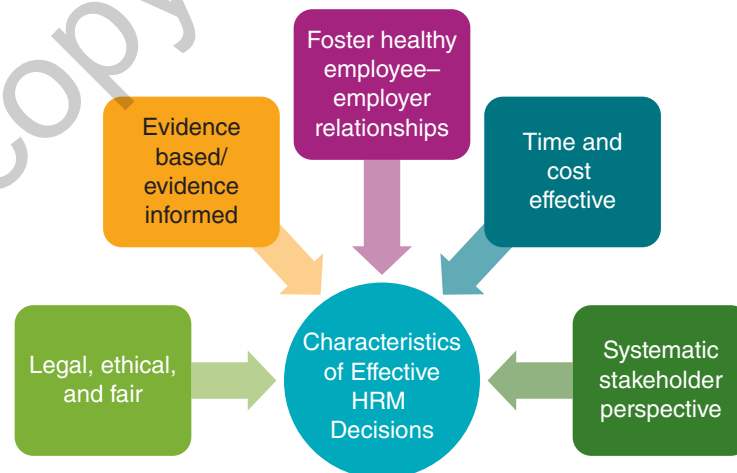 copy
Foster healthy
employee–
employer
relationships
Evidence
based/
evidence
informed
Time and
cost
effective
Legal, ethical,
and fair
Characteristics
of Effective
HRM
Decisions
Systematic
stakeholder
perspective